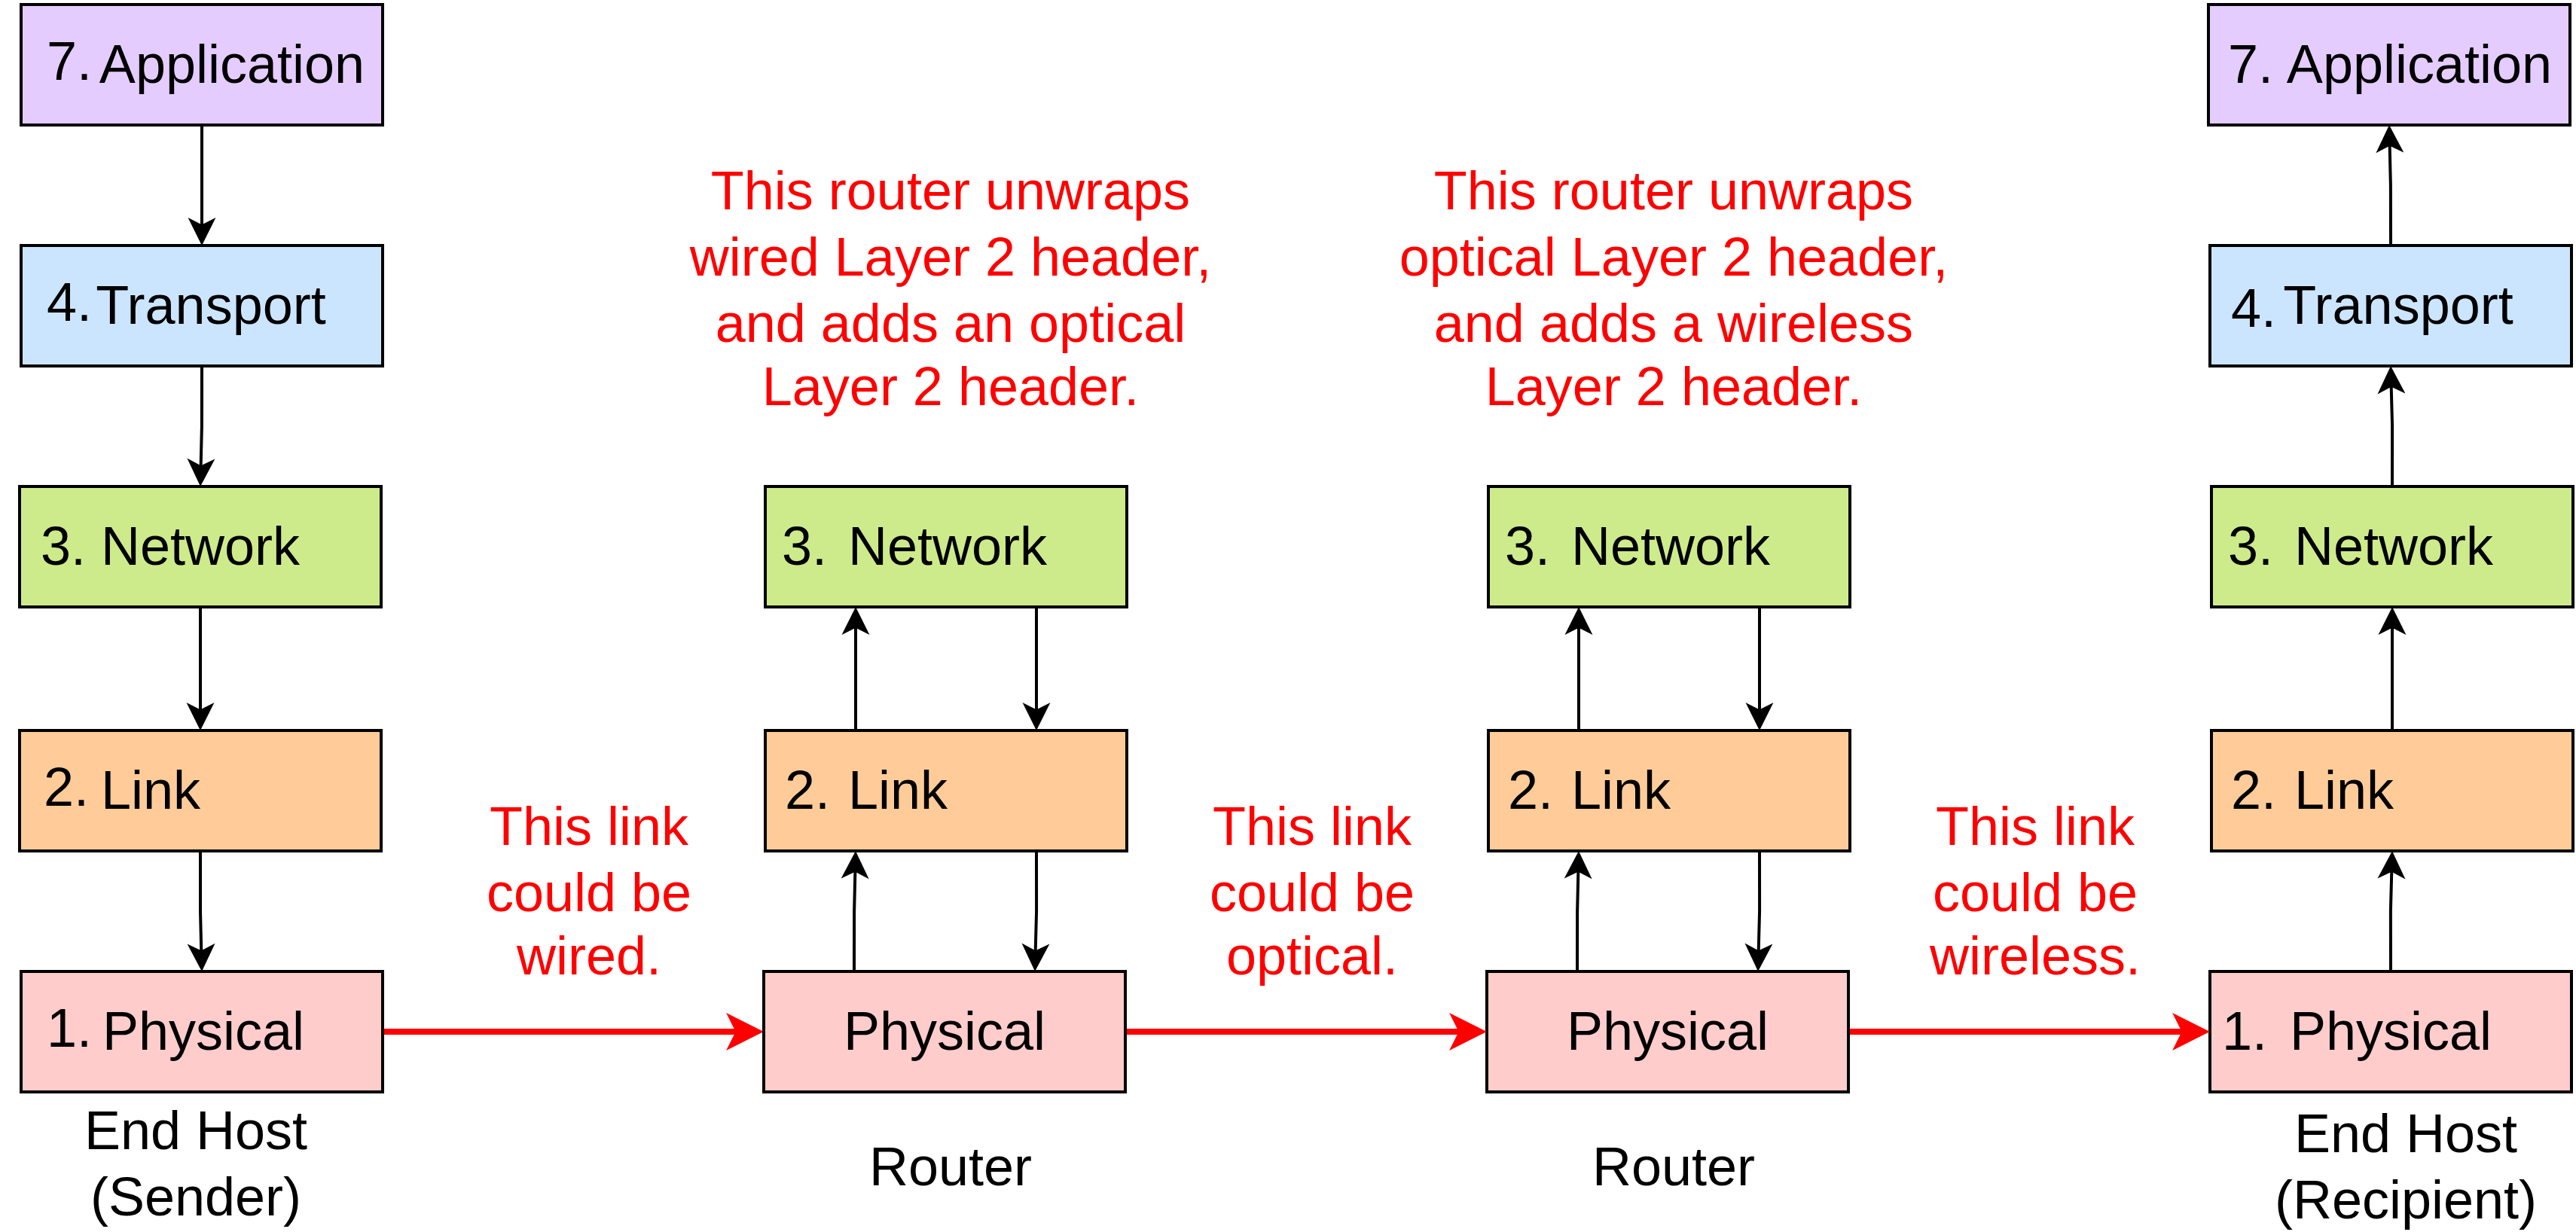 7. Application
4. Transport
3. Network
2. Link
1. Physical
End Host
(Sender)
This link
could be
wired.
This router unwraps
wired Layer 2 header,
and adds an optical
Layer 2 header.
3. Network
2. Link
Physical
Router
This link
could be
optical.
This router unwraps
optical Layer 2 header,
and adds a wireless
Layer 2 header.
3. Network
2. Link
Physical
Router
This link
could be
wireless.
7. Application
4. Transport
3. Network
2. Link
1. Physical
End Host
(Recipient)